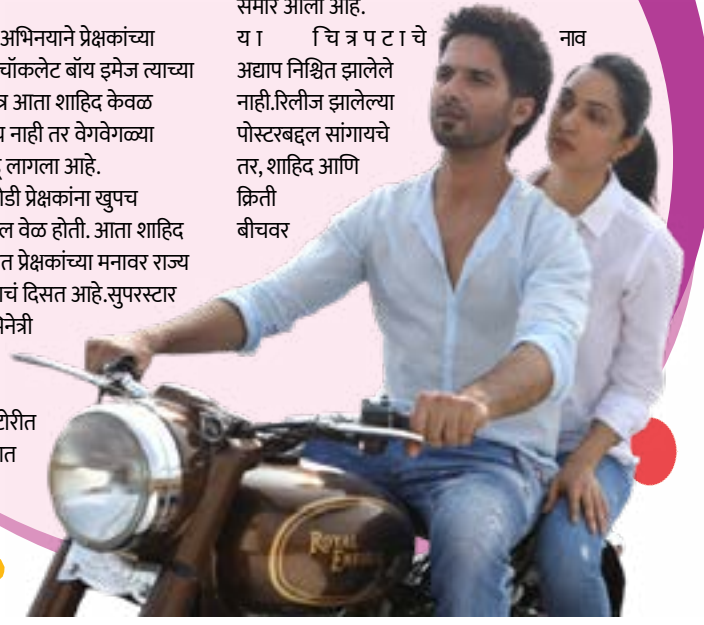 अभिनयाने प्रेक्षकांच्या
चॉकलेट बॉय इमेज त्याच्या
आता शाहिद केवळ
नाही तर वेगवेगळ्या
लागला आहे.
प्रेक्षकांना खुपच
वेळ होती. आता शाहिद
प्रेक्षकांच्या मनावर राज्य
दिसत आहे.सुपरस्टार
समोर आली आहे.
या चित्रपटाचे नाव
अद्याप निश्चित झालेले
नाही.रिलीज झालेल्या
पोस्टरबद्दल सांगायचे
तर, शाहिद आणि
क्रिती
बीचवर
ROYAL